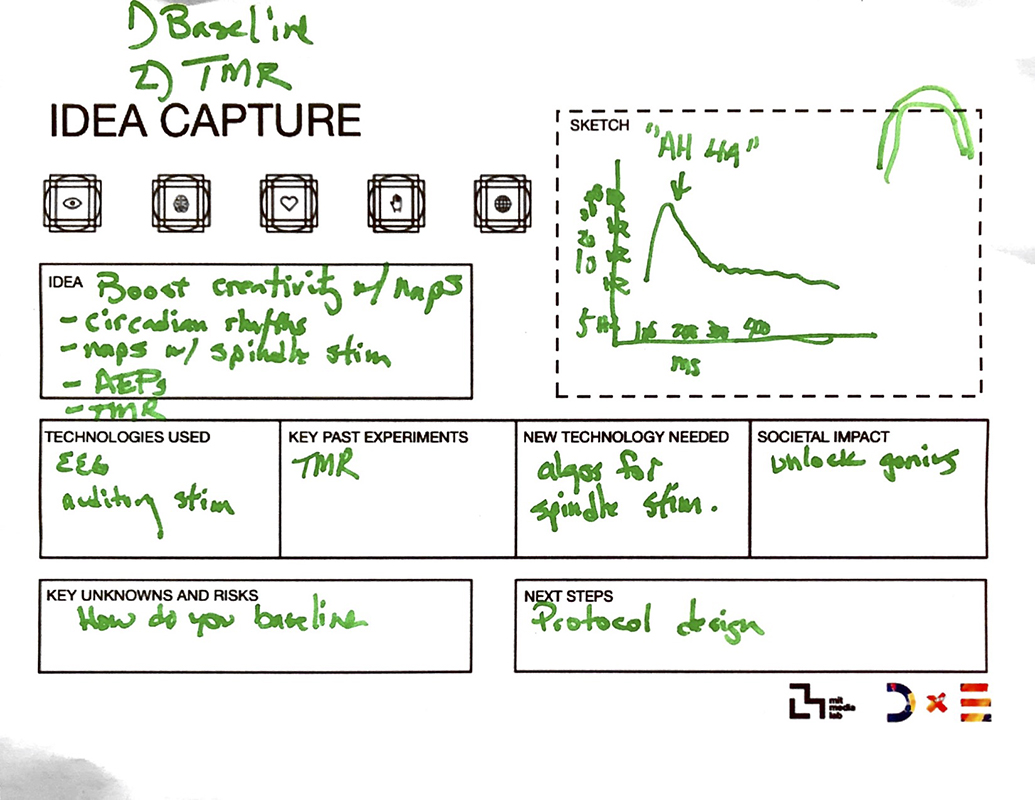 1) Baseline
2) TMR
IDEA CAPTURE
SKETCH
"AH HA"
20
10
5 Hz
100 200 300 400
ms
IDEA Boost creativity w/ naps
- circadian rhythms
- naps w/ spindle stim
- AEPs
- TMR
TECHNOLOGIES USED
EEG
auditory stim
KEY PAST EXPERIMENTS
TMR
NEW TECHNOLOGY NEEDED
algos for
spindle stim.
SOCIETAL IMPACT
unlock genius
KEY UNKNOWNS AND RISKS
How do you baseline
NEXT STEPS
Protocol design
mit
media
lab